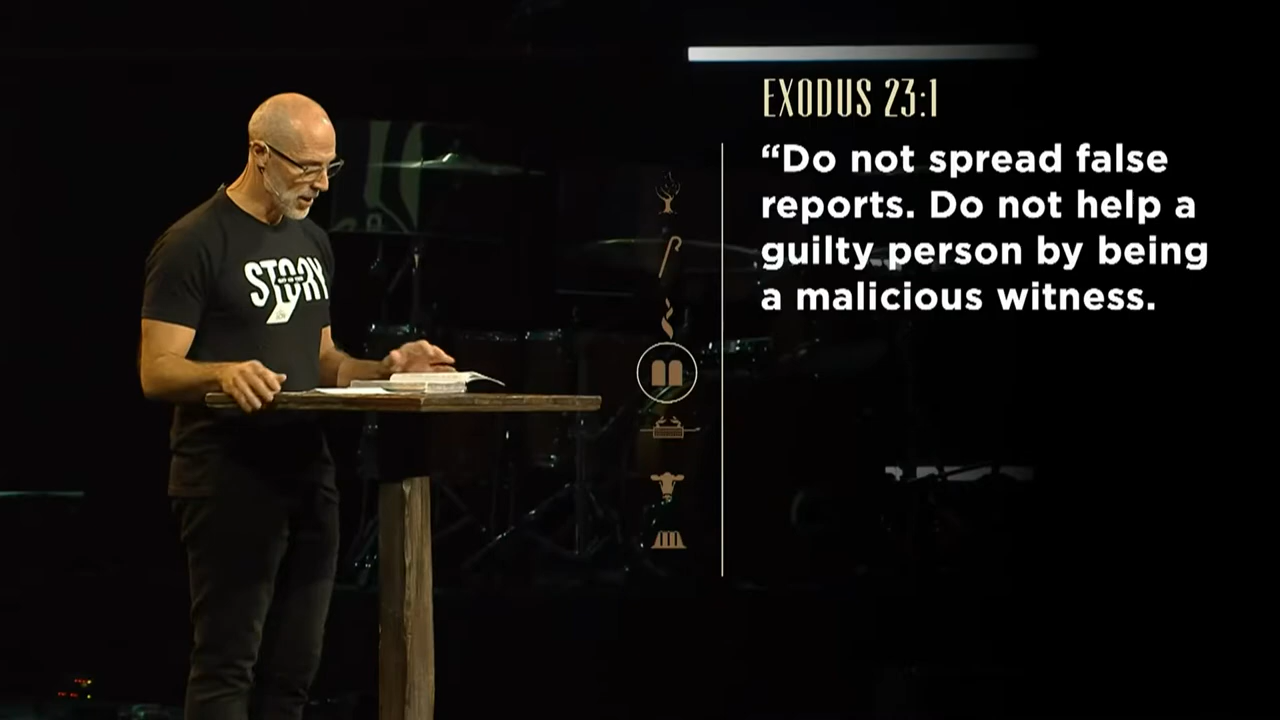 EXODUS 23:1
“Do not spread false
reports. Do not help a
guilty person by being
a malicious witness.
STORY